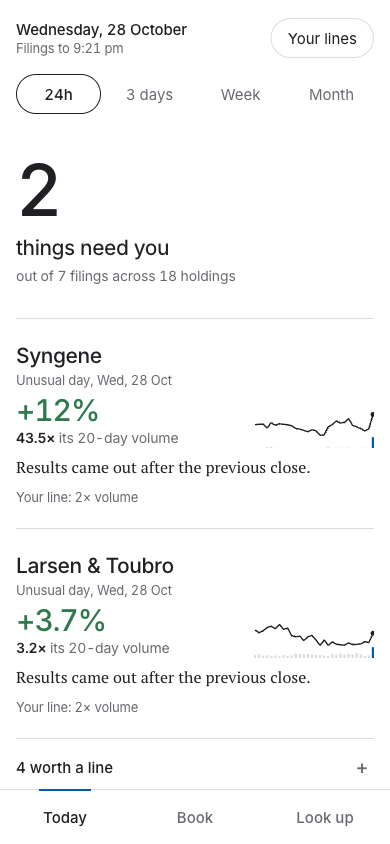 Wednesday, 28 October
Filings to 9:21 pm
Your lines
24h
3 days
Week
Month
2
things need you
out of 7 filings across 18 holdings
Syngene
Unusual day, Wed, 28 Oct
+12%
43.5× its 20-day volume
Results came out after the previous close.
Your line: 2× volume
Larsen & Toubro
Unusual day, Wed, 28 Oct
+3.7%
3.2× its 20-day volume
Results came out after the previous close.
Your line: 2× volume
4 worth a line
+
Today
Book
Look up